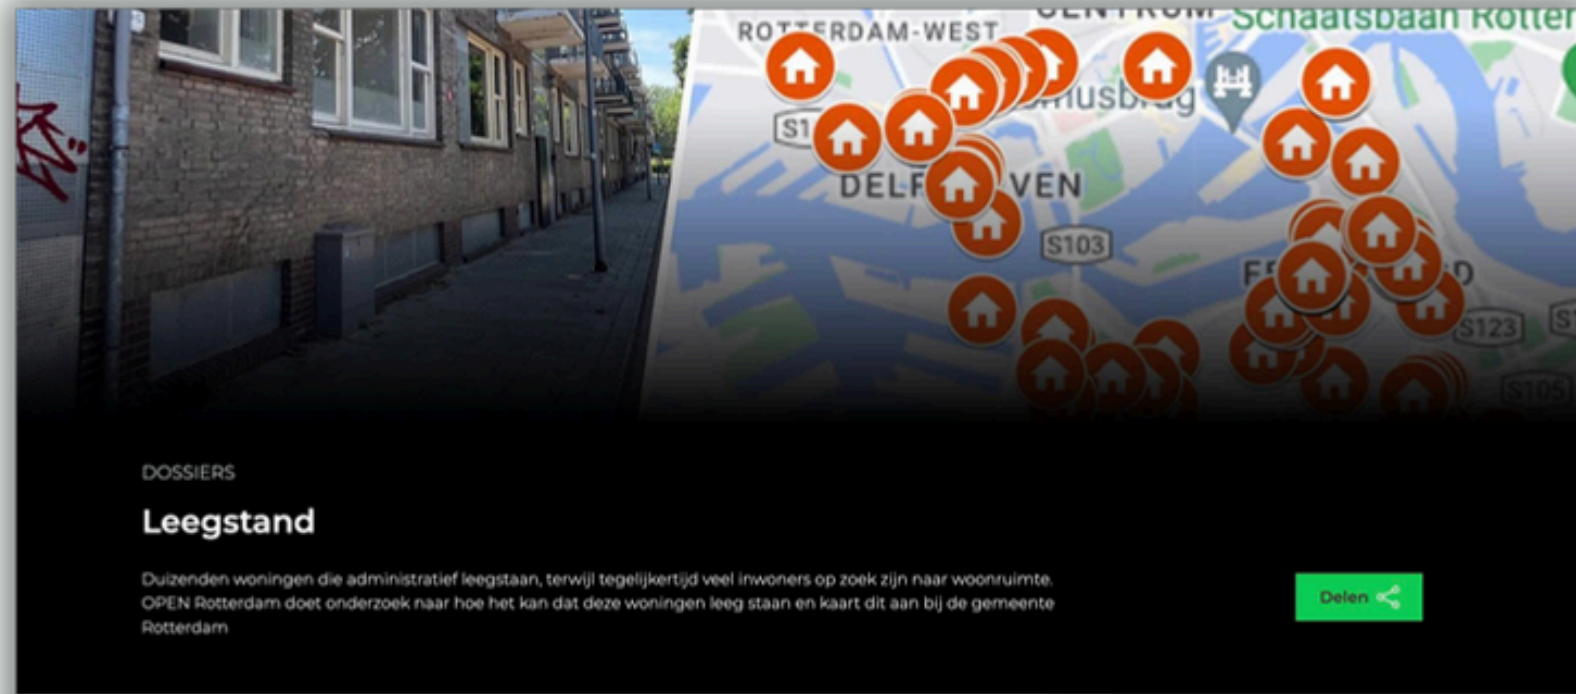 ROTTERDAM-WEST
CENTRUM
Schaatsbaan Rotter
S1
DELF
VEN
S103
S123
S105
DOSSIERS
Leegstand
Duizenden woningen die administratief leegstaan, terwijl tegelijkertijd veel inwoners op zoek zijn naar woonruimte.
OPEN Rotterdam doet onderzoek naar hoe het kan dat deze woningen leeg staan en kaart dit aan bij de gemeente
Rotterdam
Delen